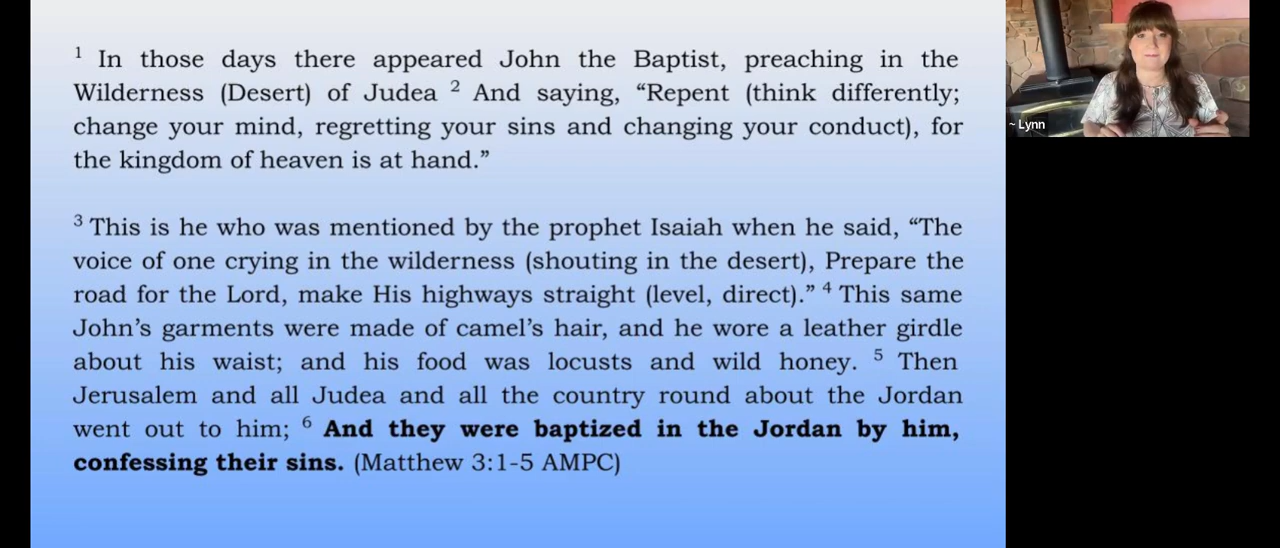 1 In those days there appeared John the Baptist, preaching in the
Wilderness (Desert) of Judea 2 And saying, “Repent (think differently;
change your mind, regretting your sins and changing your conduct), for
the kingdom of heaven is at hand.”
3 This is he who was mentioned by the prophet Isaiah when he said, “The
voice of one crying in the wilderness (shouting in the desert), Prepare the
road for the Lord, make His highways straight (level, direct).” 4 This same
John’s garments were made of camel’s hair, and he wore a leather girdle
about his waist; and his food was locusts and wild honey. 5 Then
Jerusalem and all Judea and all the country round about the Jordan
went out to him; 6 And they were baptized in the Jordan by him,
confessing their sins. (Matthew 3:1-5 AMPC)
~ Lynn